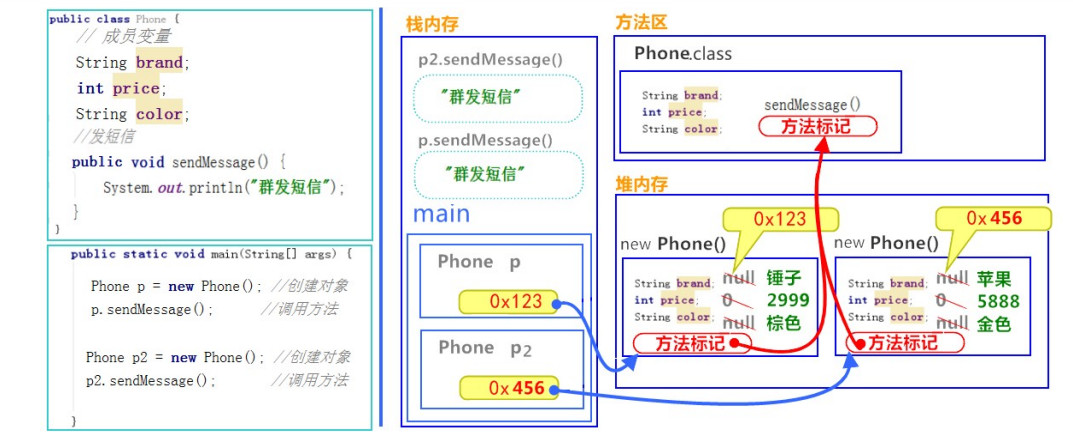 public class Phone {
// 成员变量
String brand;
int price;
String color;
//发短信
public void sendMessage() {
System.out.println("群发短信");
}
}
public static void main(String[] args) {
Phone p = new Phone(); //创建对象
p.sendMessage(); //调用方法
Phone p2 = new Phone(); //创建对象
p2.sendMessage(); //调用方法
}
栈内存
p2.sendMessage()
"群发短信"
p.sendMessage()
"群发短信"
main
Phone p
0x123
Phone p2
0x456
方法区
Phone.class
String brand;
int price;
String color;
sendMessage()
方法标记
堆内存
0x123
new Phone()
String brand; null 锤子
int price; 0 2999
String color; null 棕色
方法标记
0x456
new Phone()
String brand; null 苹果
int price; 0 5888
String color; null 金色
方法标记